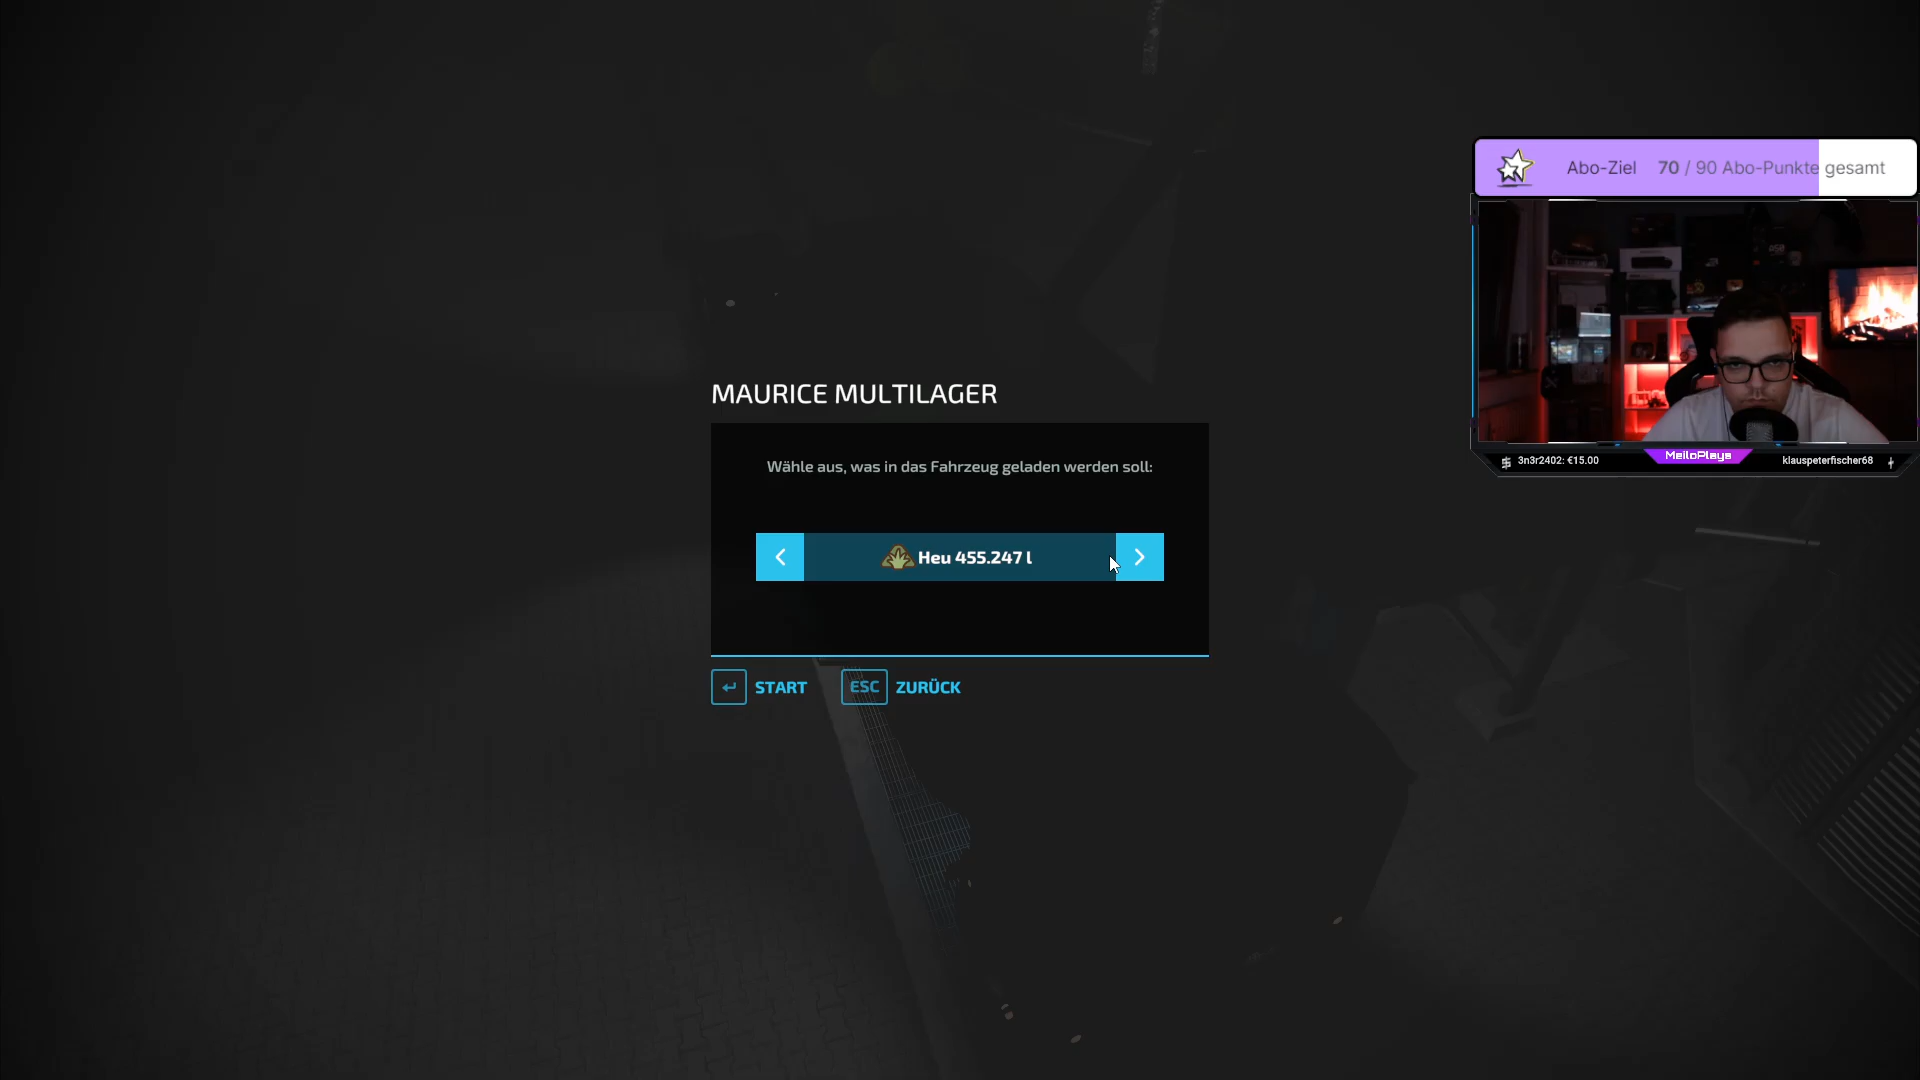 Abo-Ziel 70 / 90 Abo-Punkte gesamt
MAURICE MULTILAGER
Wähle aus, was in das Fahrzeug geladen werden soll:
Heu 455.247 l
START ESC ZURÜCK
MeiloPlays
3n3r2402: €15.00
klauspeterfischer68